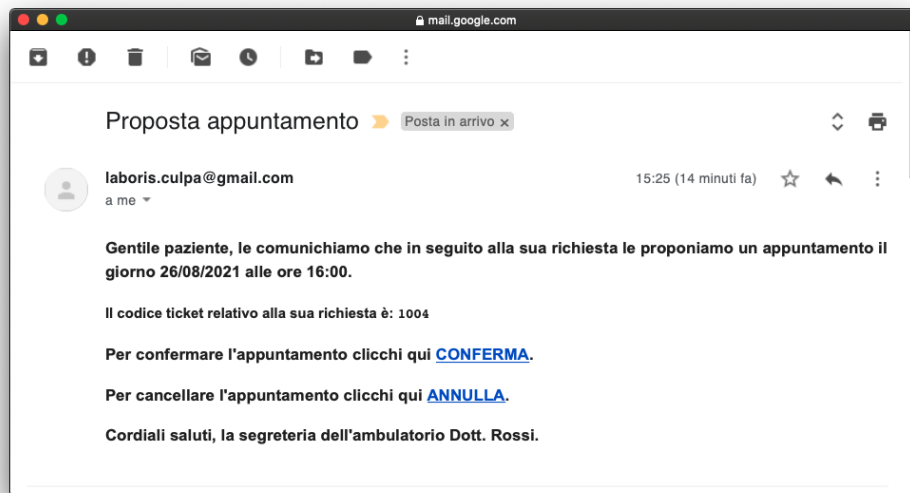 mail.google.com
Proposta appuntamento Posta in arrivo x
laboris.culpa@gmail.com 15:25 (14 minuti fa)
a me
Gentile paziente, le comunichiamo che in seguito alla sua richiesta le proponiamo un appuntamento il
giorno 26/08/2021 alle ore 16:00.
Il codice ticket relativo alla sua richiesta è: 1004
Per confermare l'appuntamento clicchi qui CONFERMA.
Per cancellare l'appuntamento clicchi qui ANNULLA.
Cordiali saluti, la segreteria dell'ambulatorio Dott. Rossi.